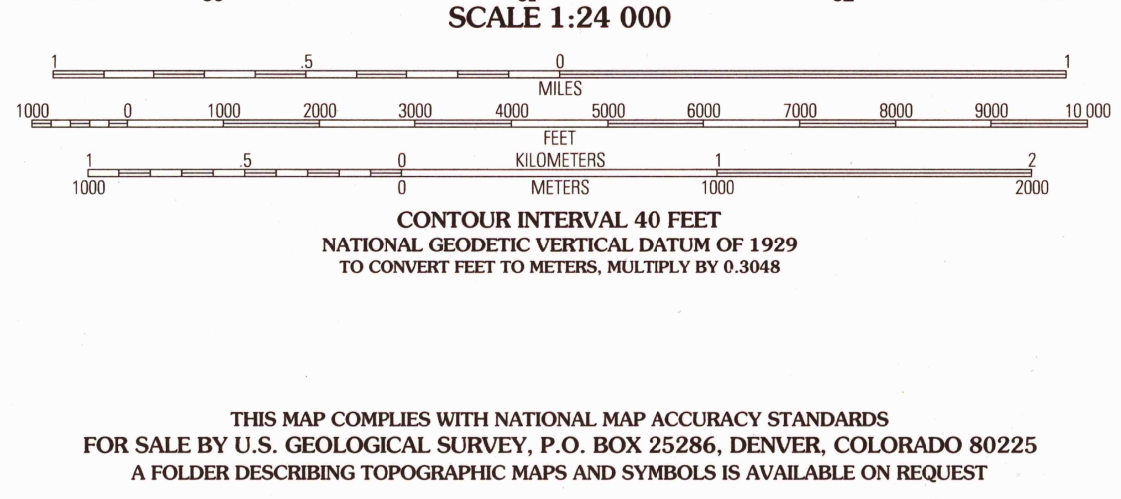 SCALE 1:24 000
1 .5 0 1
MILES
1000 0 1000 2000 3000 4000 5000 6000 7000 8000 9000 10 000
FEET
1 .5 0 KILOMETERS 1 2
1000 0 METERS 1000 2000
CONTOUR INTERVAL 40 FEET
NATIONAL GEODETIC VERTICAL DATUM OF 1929
TO CONVERT FEET TO METERS, MULTIPLY BY 0.3048
THIS MAP COMPLIES WITH NATIONAL MAP ACCURACY STANDARDS
FOR SALE BY U.S. GEOLOGICAL SURVEY, P.O. BOX 25286, DENVER, COLORADO 80225
A FOLDER DESCRIBING TOPOGRAPHIC MAPS AND SYMBOLS IS AVAILABLE ON REQUEST